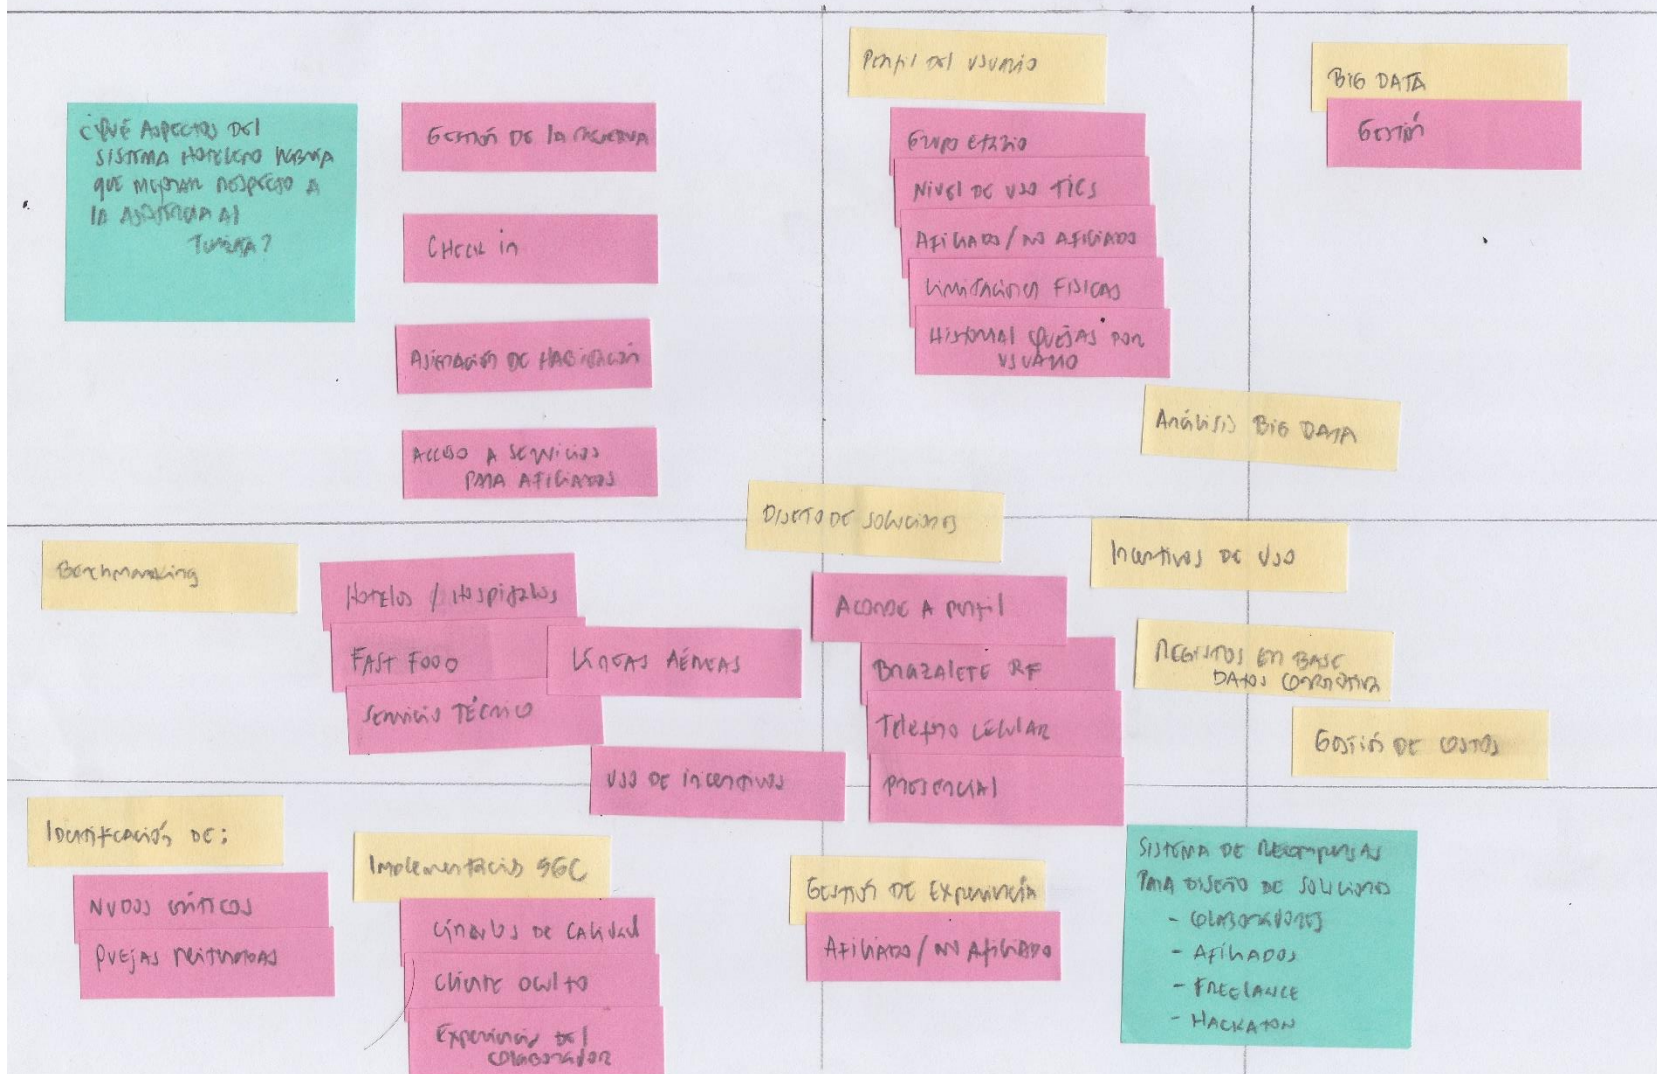 ¿QUÉ ASPECTOS DEL
SISTEMA HOTELERO HABRÍA
QUE MEJORAR RESPECTO A
LA ASISTENCIA AL
TURISTA?
GESTIÓN DE LA RESERVA
CHECK IN
ASIGNACIÓN DE HABITACIÓN
ACCESO A SERVICIOS
PARA AFILIADOS
Perfil del usuario
Grupo etario
Nivel de uso TICs
AFILIADO / NO AFILIADO
Limitaciones FÍSICAS
HISTORIAL QUEJAS POR
USUARIO
BIG DATA
GESTIÓN
Análisis BIG DATA
DISEÑO DE SOLUCIONES
Benchmarking
HOTELES / HOSPITALES
FAST FOOD
LÍNEAS AÉREAS
SERVICIO TÉCNICO
USO DE INCENTIVOS
ACORDE A PERFIL
BRAZALETE RF
TELÉFONO CELULAR
PRESENCIAL
Incentivos DE USO
REGISTROS EN BASE
DATOS CORPORATIVA
GESTIÓN DE COSTOS
IDENTIFICACIÓN DE:
NUDOS CRÍTICOS
QUEJAS REITERADAS
Implementación SGC
CÍRCULOS DE CALIDAD
CLIENTE OCULTO
Experiencia DEL
COLABORADOR
GESTIÓN DE EXPERIENCIA
AFILIADO / NO AFILIADO
SISTEMA DE RECOMPENSAS
PARA DISEÑO DE SOLUCIONES
- COLABORADORES
- AFILIADOS
- FREELANCE
- HACKATON